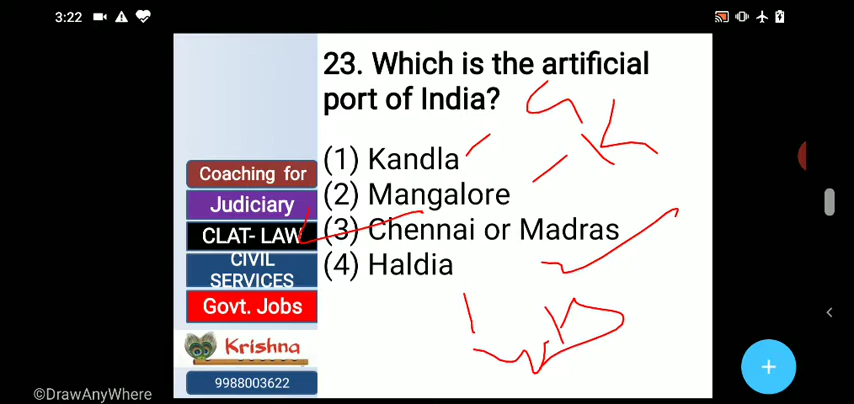 3:22
23. Which is the artificial
port of India?
(1) Kandla
(2) Mangalore
(3) Chennai or Madras
(4) Haldia
Coaching for
Judiciary
CLAT- LAW
CIVIL
SERVICES
Govt. Jobs
Krishna
9988003622
©DrawAnyWhere